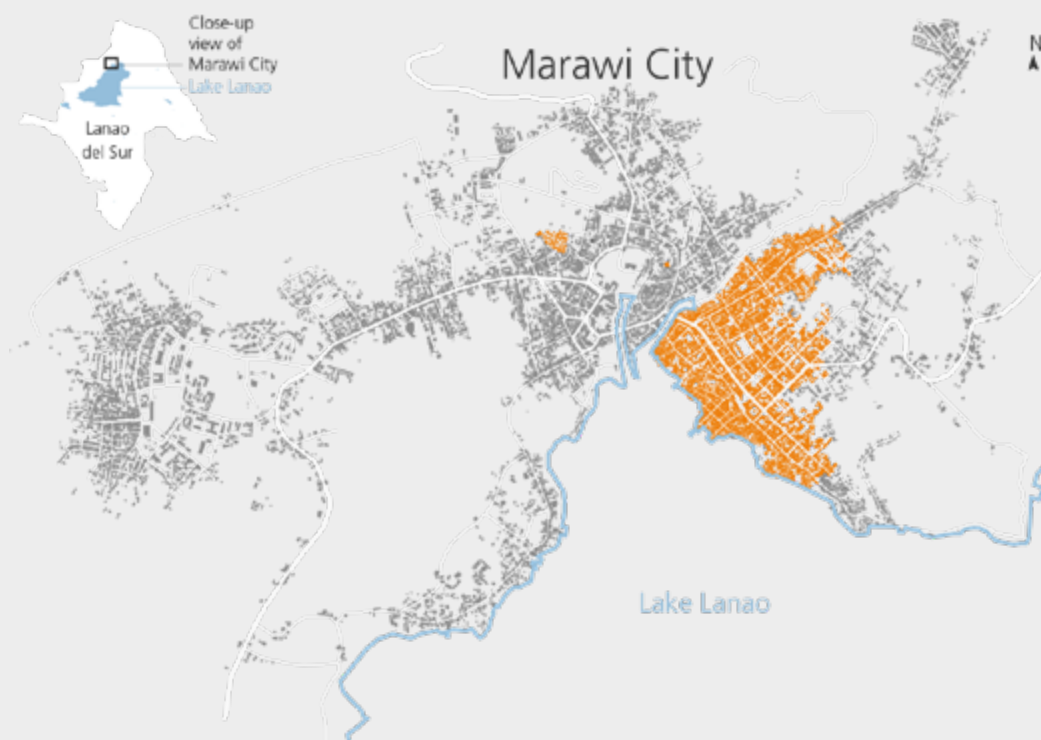 Close-up
view of
Marawi City
Lake Lanao
Lanao
del Sur
Marawi City
N
Lake Lanao